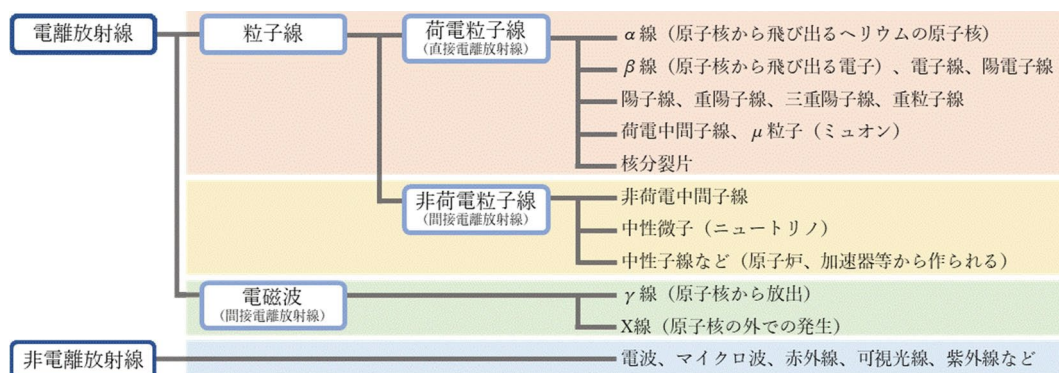 電離放射線
粒子線
荷電粒子線
(直接電離放射線)
α線（原子核から飛び出るヘリウムの原子核）
β線（原子核から飛び出る電子）、電子線、陽電子線
陽子線、重陽子線、三重陽子線、重粒子線
荷電中間子線、μ粒子（ミュオン）
核分裂片
非荷電粒子線
(間接電離放射線)
非荷電中間子線
中性微子（ニュートリノ）
中性子線など（原子炉、加速器等から作られる）
電磁波
(間接電離放射線)
γ線（原子核から放出）
X線（原子核の外での発生）
非電離放射線
電波、マイクロ波、赤外線、可視光線、紫外線など